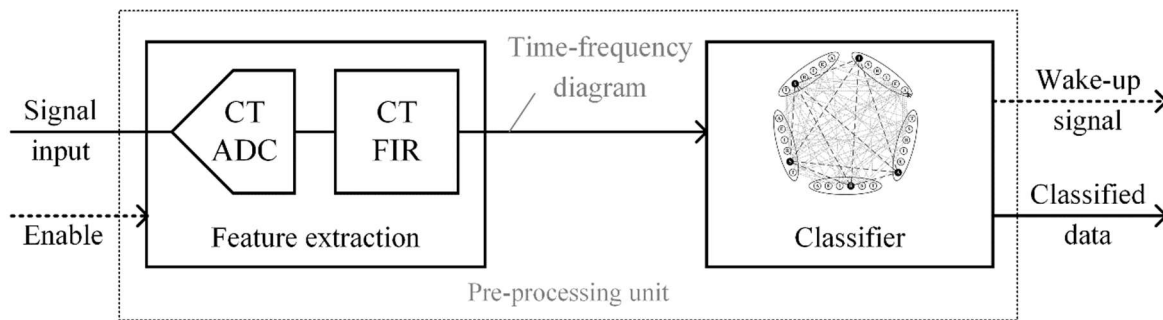 Signal
input
Enable
CT
ADC
CT
FIR
Feature extraction
Time-frequency
diagram
Classifier
Wake-up
signal
Classified
data
Pre-processing unit